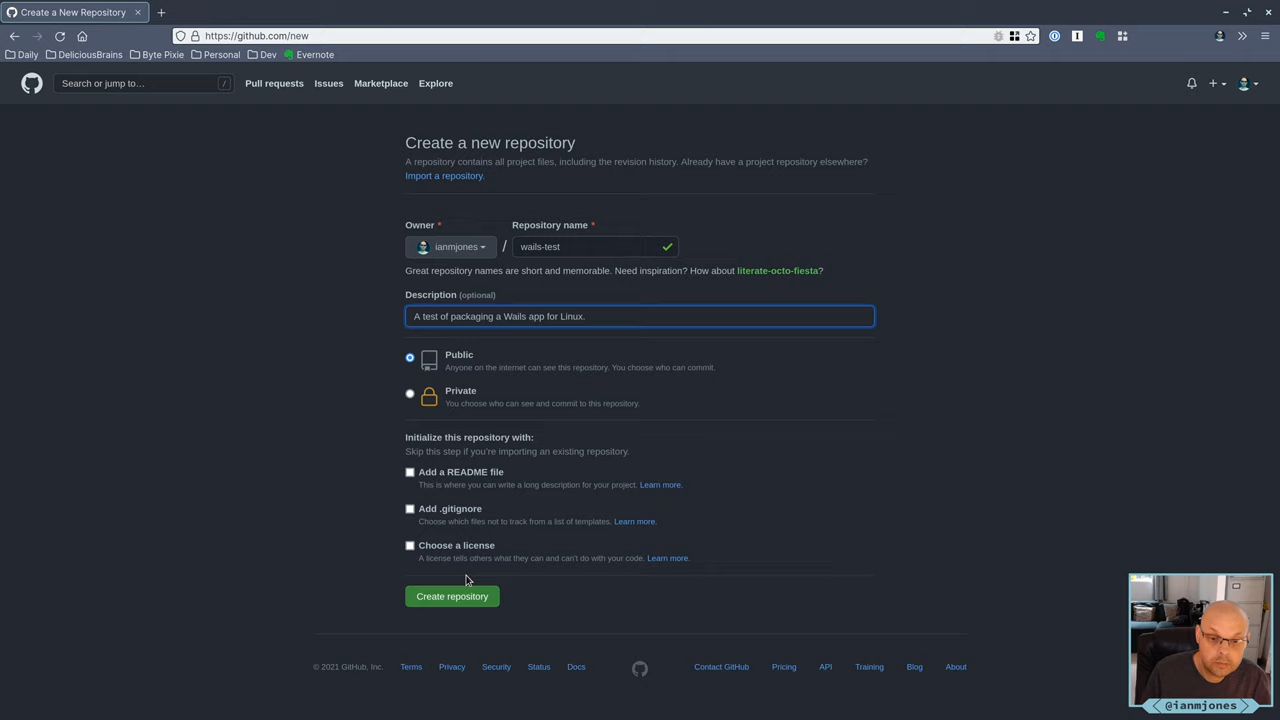 Create a New Repository
https://github.com/new
Daily DeliciousBrains Byte Pixie Personal Dev Evernote
Search or jump to… / Pull requests Issues Marketplace Explore
Create a new repository
A repository contains all project files, including the revision history. Already have a project repository elsewhere?
Import a repository.
Owner * Repository name *
ianmjones / wails-test
Great repository names are short and memorable. Need inspiration? How about literate-octo-fiesta?
Description (optional)
A test of packaging a Wails app for Linux.
Public
Anyone on the internet can see this repository. You choose who can commit.
Private
You choose who can see and commit to this repository.
Initialize this repository with:
Skip this step if you're importing an existing repository.
Add a README file
This is where you can write a long description for your project. Learn more.
Add .gitignore
Choose which files not to track from a list of templates. Learn more.
Choose a license
A license tells others what they can and can't do with your code. Learn more.
Create repository
© 2021 GitHub, Inc. Terms Privacy Security Status Docs Contact GitHub Pricing API Training Blog About
@ianmjones